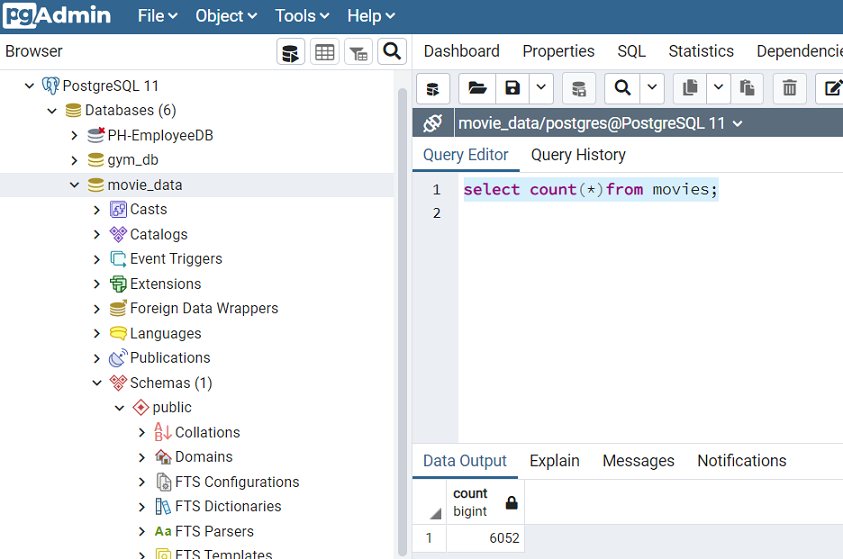 pgAdmin File Object Tools Help
Browser
Dashboard Properties SQL Statistics
PostgreSQL 11
Databases (6)
PH-EmployeeDB
gym_db
movie_data
Casts
Catalogs
Event Triggers
Extensions
Foreign Data Wrappers
Languages
Publications
Schemas (1)
public
Collations
Domains
FTS Configurations
FTS Dictionaries
Aa FTS Parsers
FTS Templates
movie_data/postgres@PostgreSQL 11
Query Editor Query History
1 select count(*)from movies;
2
Data Output Explain Messages Notifications
count
bigint
1 6052